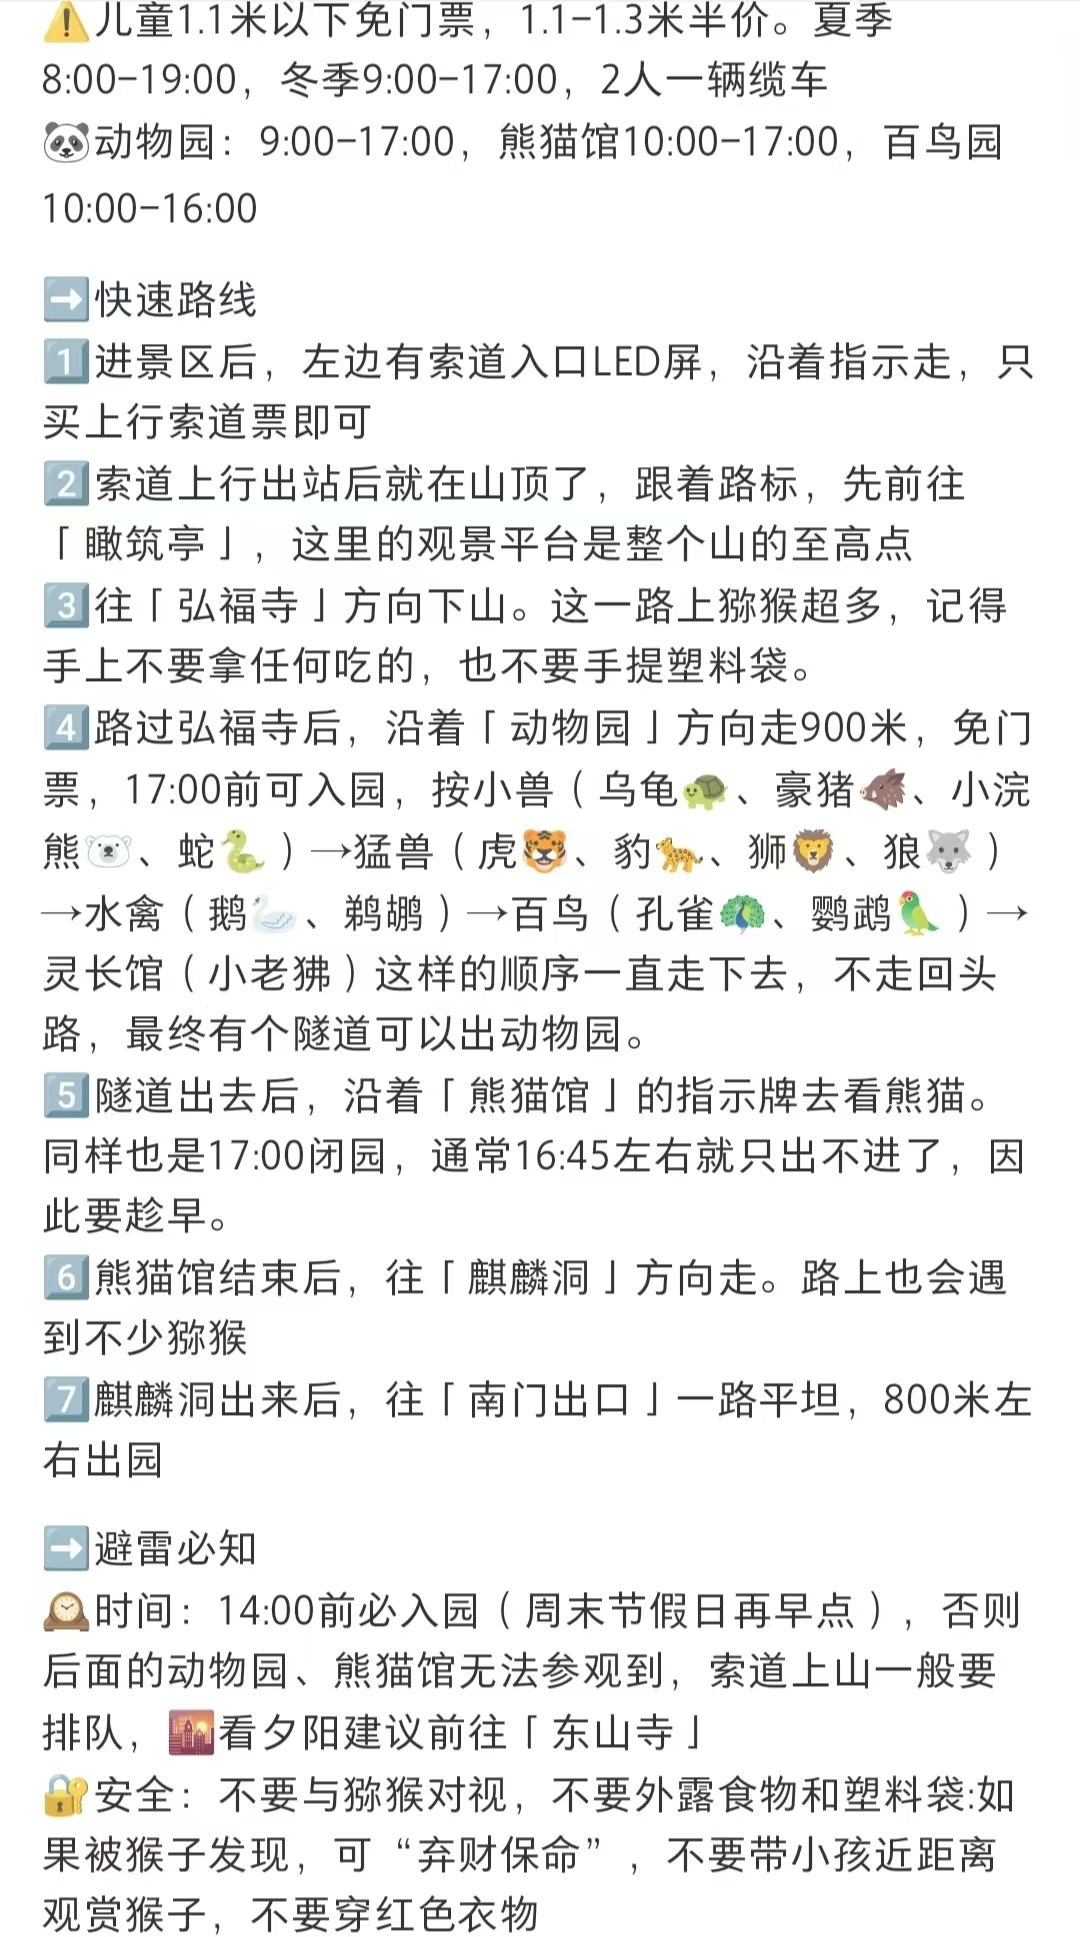 ⚠️儿童1.1米以下免门票，1.1-1.3米半价。夏季
8:00-19:00，冬季9:00-17:00，2人一辆缆车
🐼动物园：9:00-17:00，熊猫馆10:00-17:00，百鸟园
10:00-16:00
➡️快速路线
1️⃣进景区后，左边有索道入口LED屏，沿着指示走，只
买上行索道票即可
2️⃣索道上行出站后就在山顶了，跟着路标，先前往
「瞰筑亭」，这里的观景平台是整个山的至高点
3️⃣往「弘福寺」方向下山。这一路上猕猴超多，记得
手上不要拿任何吃的，也不要手提塑料袋。
4️⃣路过弘福寺后，沿着「动物园」方向走900米，免门
票，17:00前可入园，按小兽（乌龟🐢、豪猪🐗、小浣
熊🐻‍❄️、蛇🐍）→猛兽（虎🐯、豹🐆、狮🦁、狼🐺）
→水禽（鹅🦢、鹈鹕）→百鸟（孔雀🦚、鹦鹉🦜）→
灵长馆（小老狒）这样的顺序一直走下去，不走回头
路，最终有个隧道可以出动物园。
5️⃣隧道出去后，沿着「熊猫馆」的指示牌去看熊猫。
同样也是17:00闭园，通常16:45左右就只出不进了，因
此要趁早。
6️⃣熊猫馆结束后，往「麒麟洞」方向走。路上也会遇
到不少猕猴
7️⃣麒麟洞出来后，往「南门出口」一路平坦，800米左
右出园
➡️避雷必知
🕰️时间：14:00前必入园（周末节假日再早点），否则
后面的动物园、熊猫馆无法参观到，索道上山一般要
排队，🌇看夕阳建议前往「东山寺」
🔐安全：不要与猕猴对视，不要外露食物和塑料袋:如
果被猴子发现，可“弃财保命”，不要带小孩近距离
观赏猴子，不要穿红色衣物